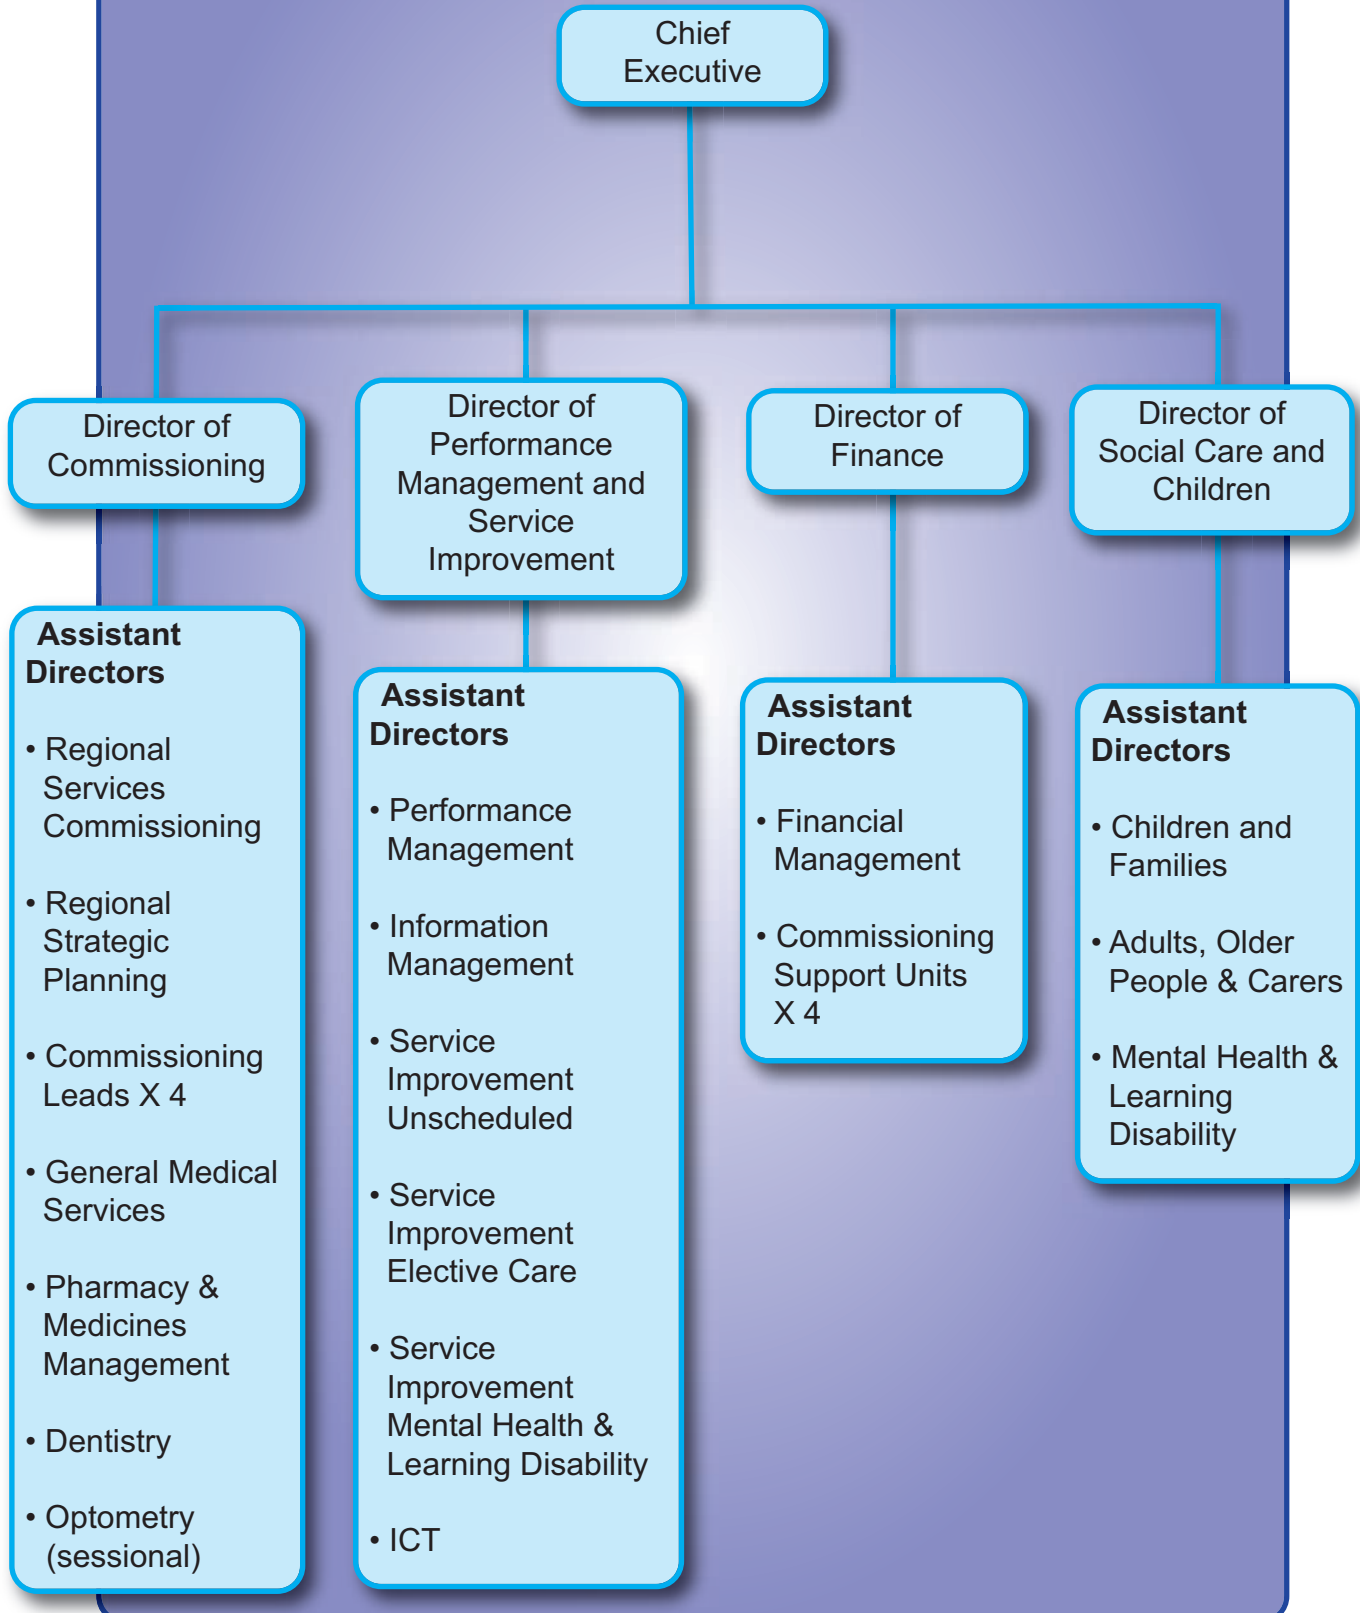 Chief
Executive
Director of
Commissioning
Director of
Performance
Management and
Service
Improvement
Director of
Finance
Director of
Social Care and
Children
Assistant
Directors
• Regional
Services
Commissioning
• Regional
Strategic
Planning
• Commissioning
Leads X 4
• General Medical
Services
• Pharmacy &
Medicines
Management
• Dentistry
• Optometry
(sessional)
Assistant
Directors
• Performance
Management
• Information
Management
• Service
Improvement
Unscheduled
• Service
Improvement
Elective Care
• Service
Improvement
Mental Health &
Learning Disability
• ICT
Assistant
Directors
• Financial
Management
• Commissioning
Support Units
X 4
Assistant
Directors
• Children and
Families
• Adults, Older
People & Carers
• Mental Health &
Learning
Disability